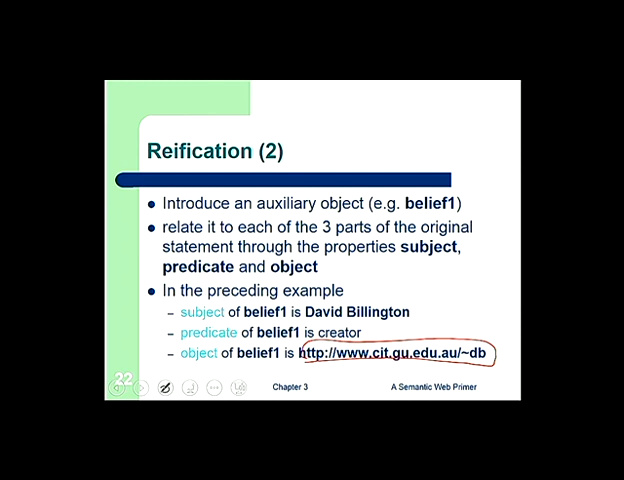 Reification (2)
Introduce an auxiliary object (e.g. belief1)
relate it to each of the 3 parts of the original
statement through the properties subject,
predicate and object
In the preceding example
– subject of belief1 is David Billington
– predicate of belief1 is creator
– object of belief1 is http://www.cit.gu.edu.au/~db
22
Chapter 3
A Semantic Web Primer